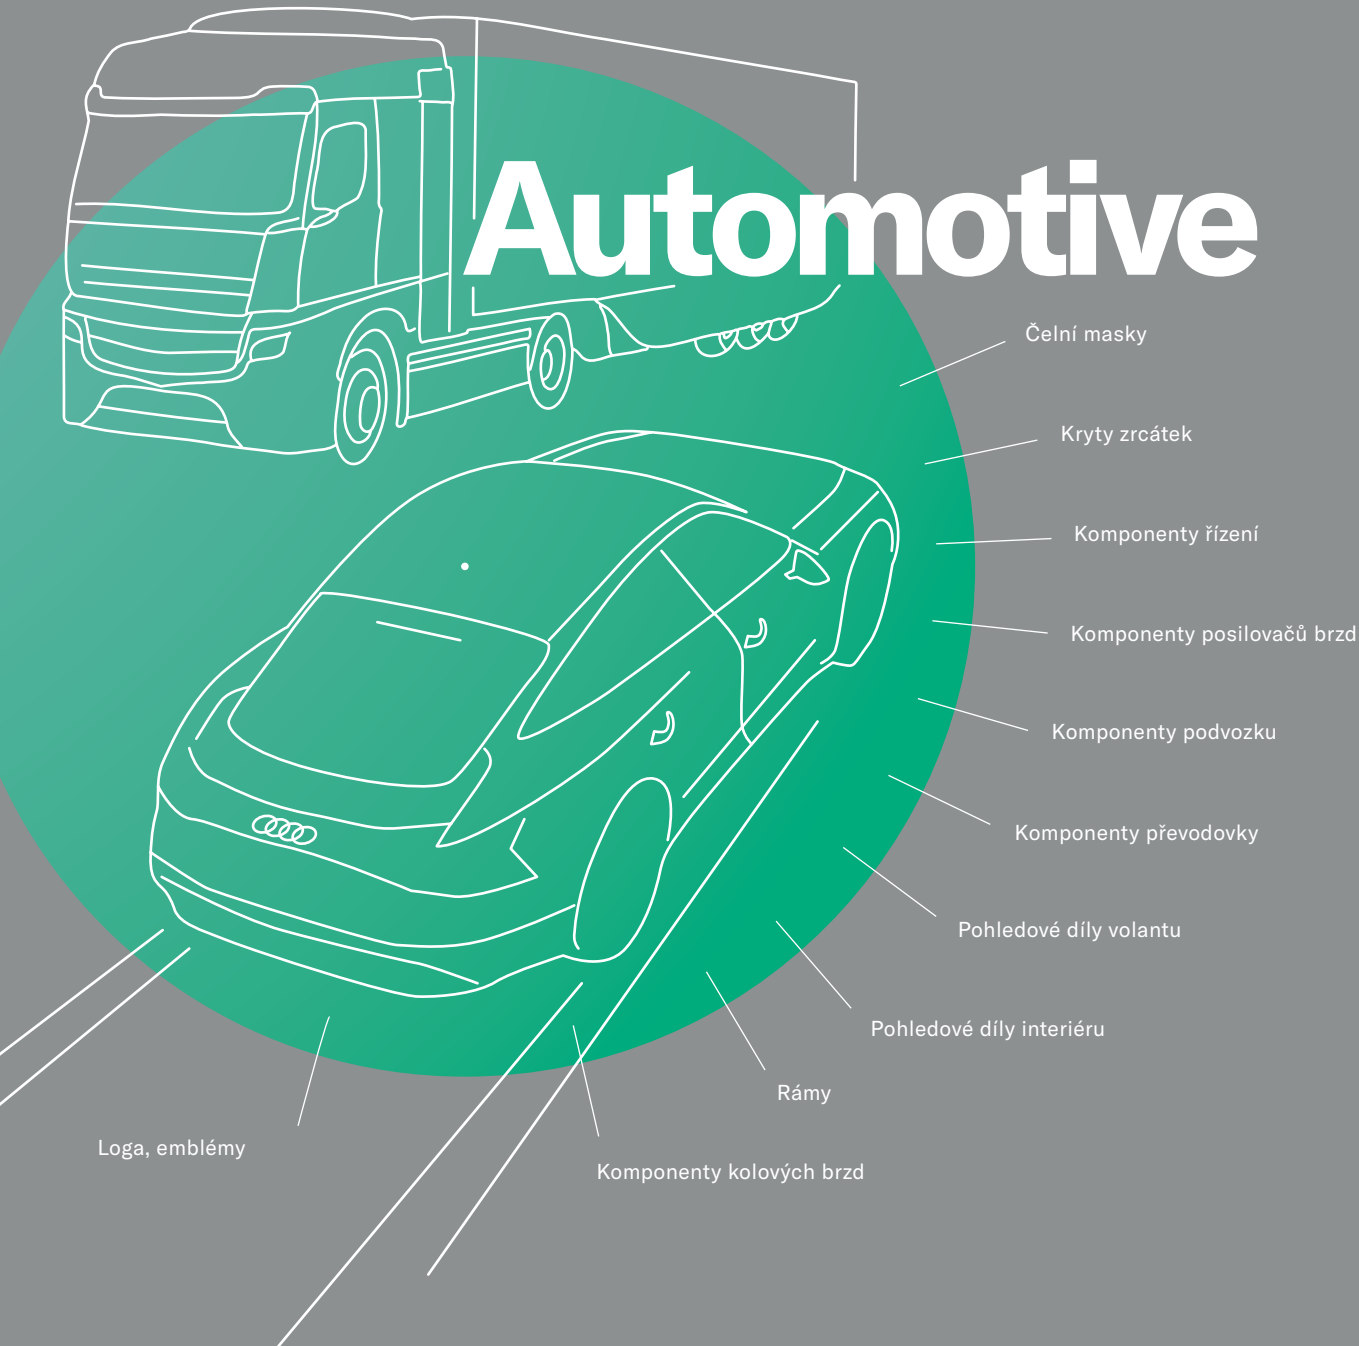 Automotive
Čelní masky
Kryty zrcátek
Komponenty řízení
Komponenty posilovačů brzd
Komponenty podvozku
Komponenty převodovky
Pohledové díly volantu
Pohledové díly interiéru
Rámy
Loga, emblémy
Komponenty kolových brzd